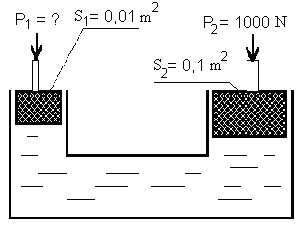 P₁ = ? S₁ = 0,01 m² P₂ = 1000 N
S₂ = 0,1 m²